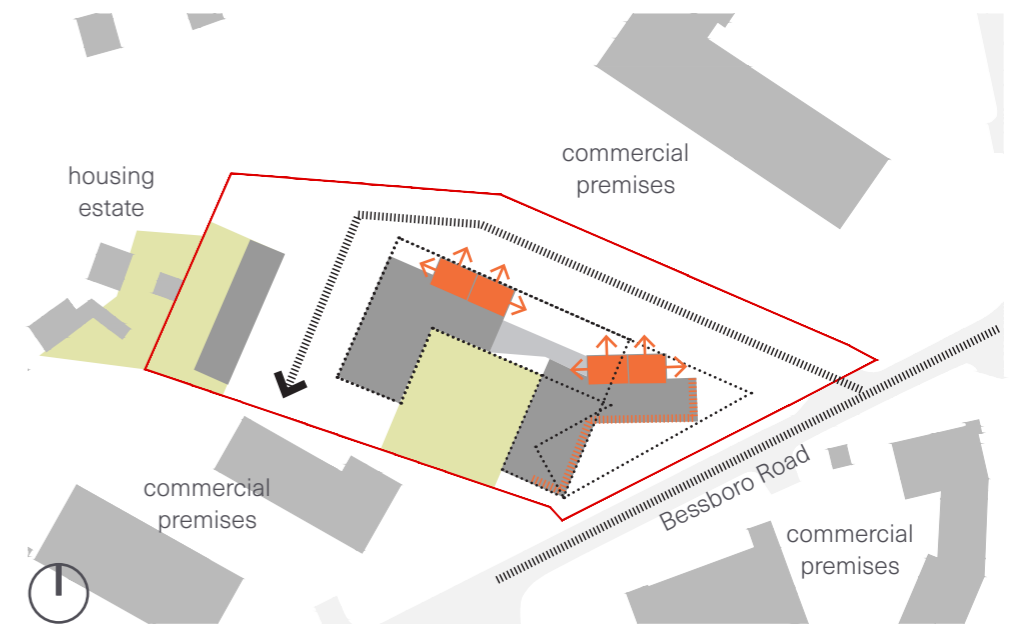 commercial
premises
housing
estate
commercial
premises
Bessboro Road
commercial
premises